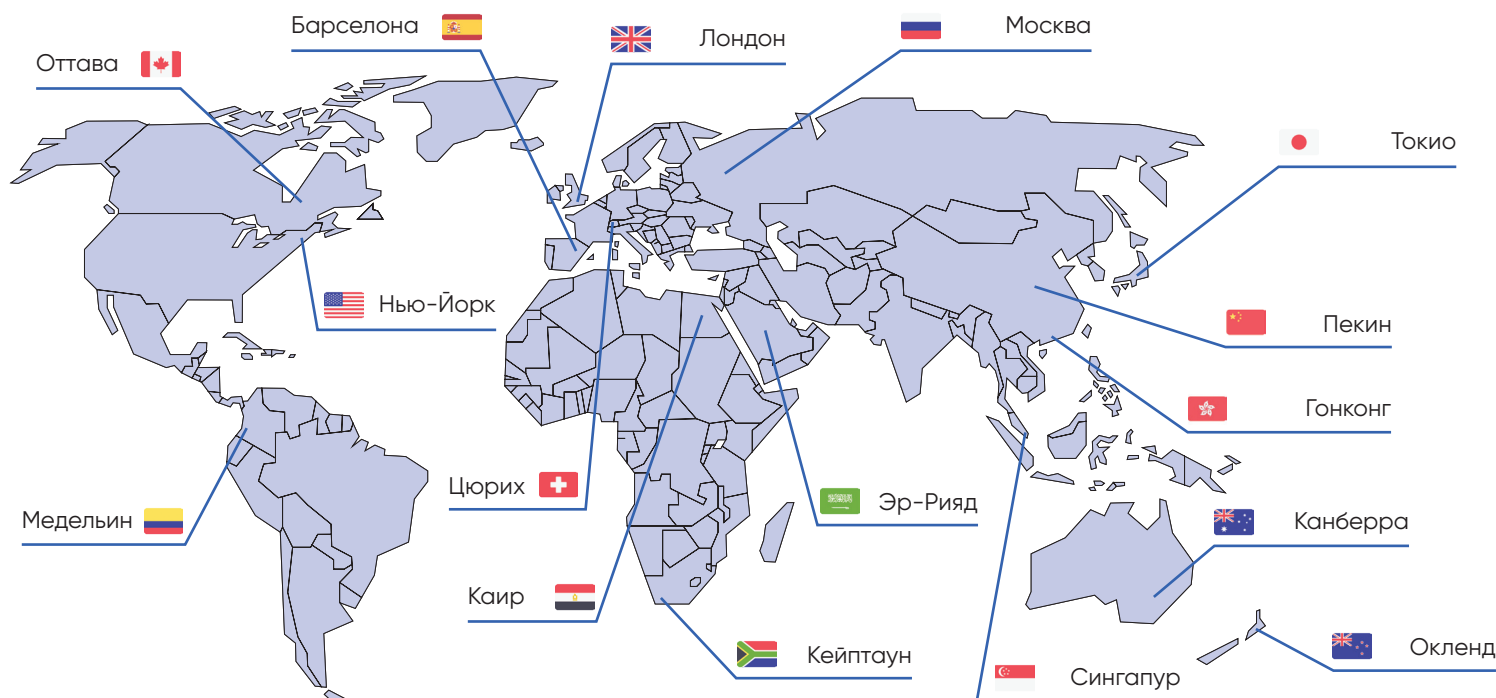 Барселона
Лондон
Москва
Оттава
Токио
Нью-Йорк
Пекин
Гонконг
Цюрих
Эр-Рияд
Медельин
Канберра
Каир
Кейптаун
Окленд
Сингапур